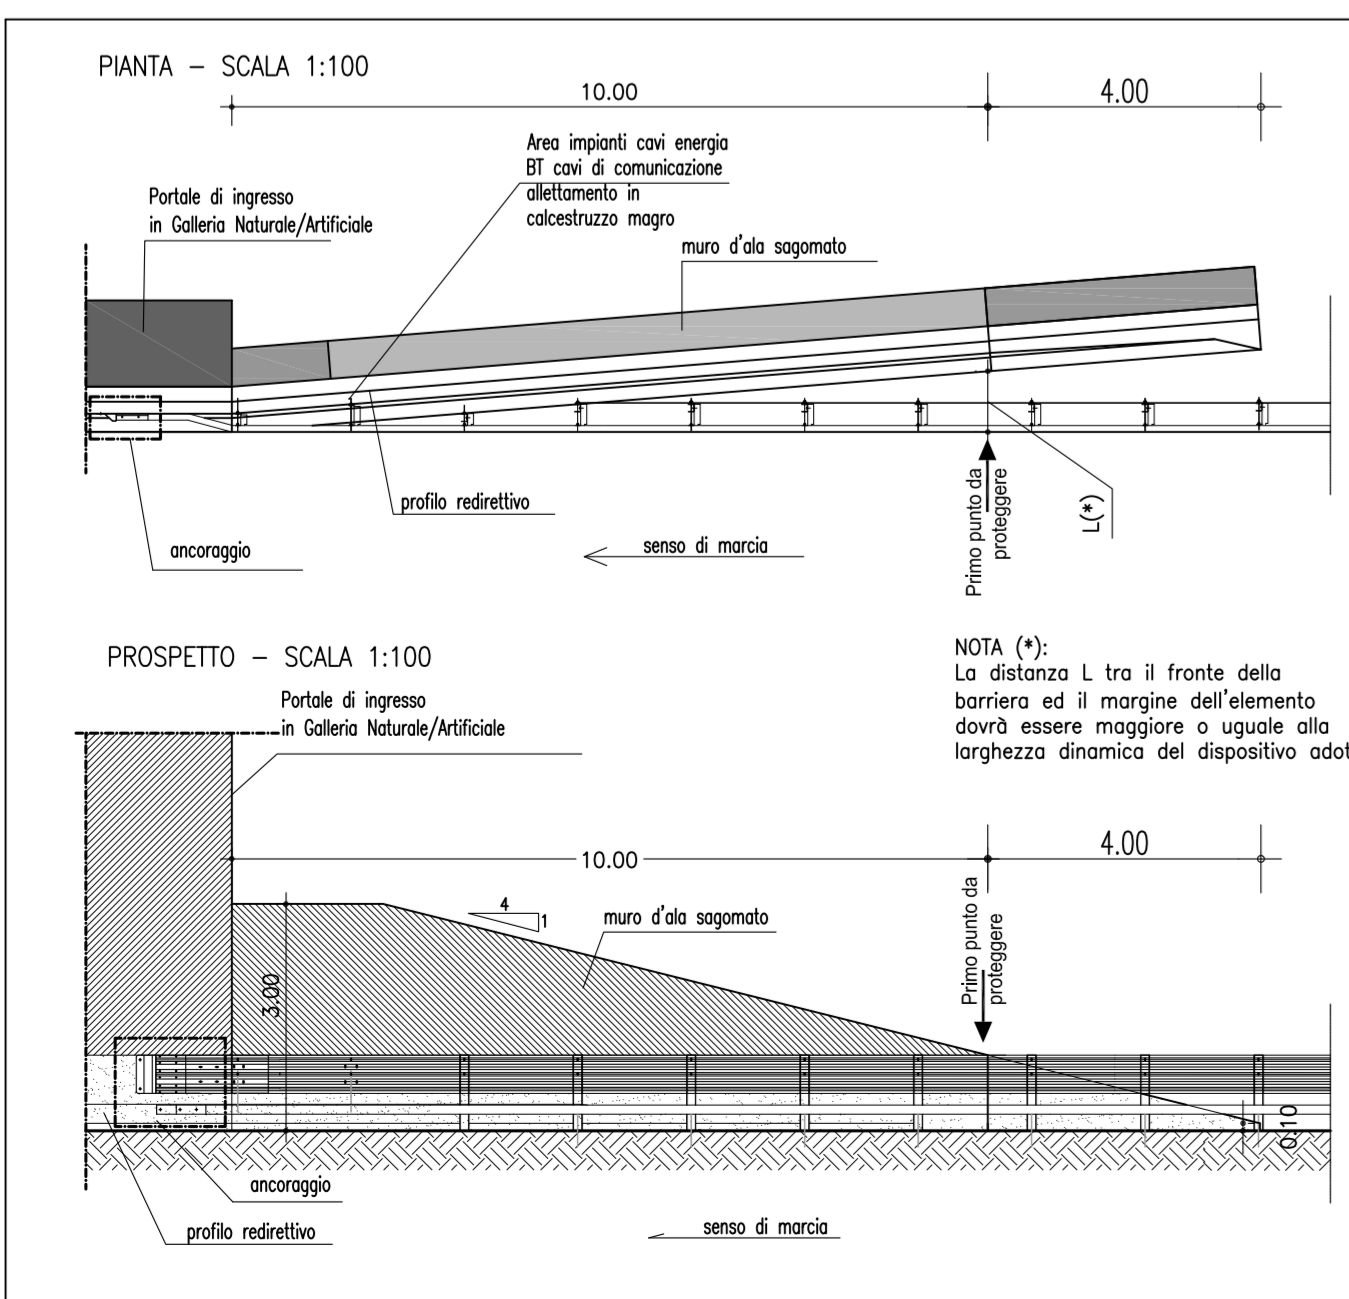 PIANTA – SCALA 1:100
10.00
4.00
Area impianti cavi energia
BT cavi di comunicazione
allettamento in
calcestruzzo magro
Portale di ingresso
in Galleria Naturale/Artificiale
muro d'ala sagomato
profilo redirettivo
ancoraggio
senso di marcia
Primo punto da
proteggere
L(*)
PROSPETTO – SCALA 1:100
NOTA (*):
La distanza L tra il fronte della
barriera ed il margine dell'elemento
dovrà essere maggiore o uguale alla
larghezza dinamica del dispositivo adot
Portale di ingresso
in Galleria Naturale/Artificiale
10.00
4.00
4
1
muro d'ala sagomato
Primo punto da
proteggere
3.00
0.10
ancoraggio
profilo redirettivo
senso di marcia